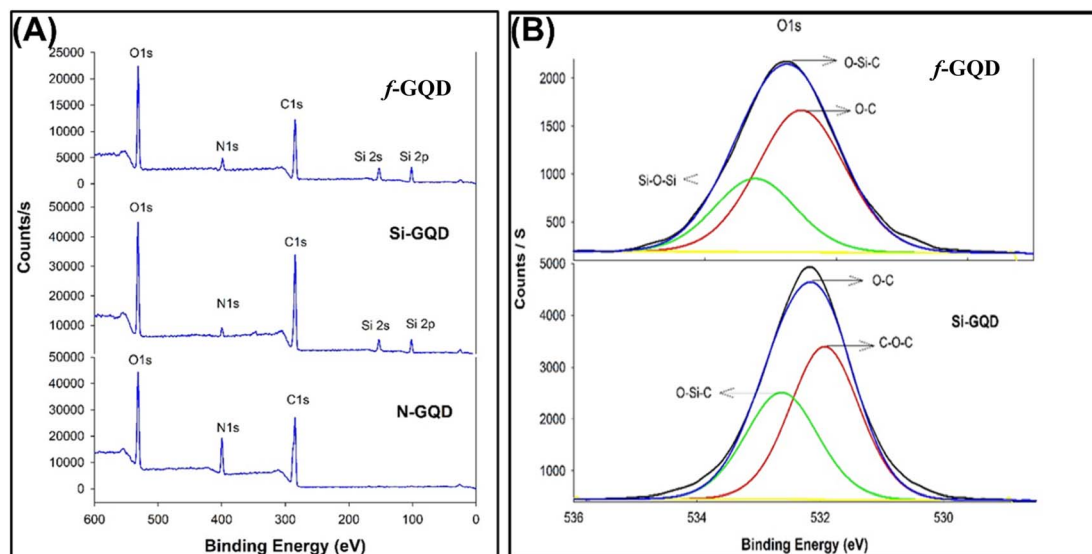 (A)
25000
20000
15000
10000
5000
0
O1s
N1s
C1s
Si 2s
Si 2p
f-GQD
50000
40000
30000
20000
10000
O1s
N1s
C1s
Si 2s
Si 2p
Si-GQD
50000
40000
30000
20000
10000
0
O1s
N1s
C1s
N-GQD
Counts/s
600
500
400
300
200
100
0
Binding Energy (eV)
(B)
O1s
f-GQD
2000
1500
1000
500
O-Si-C
O-C
Si-O-Si
5000
4000
3000
2000
1000
O-C
C-O-C
O-Si-C
Si-GQD
Counts / S
536
534
532
530
Binding Energy (eV)